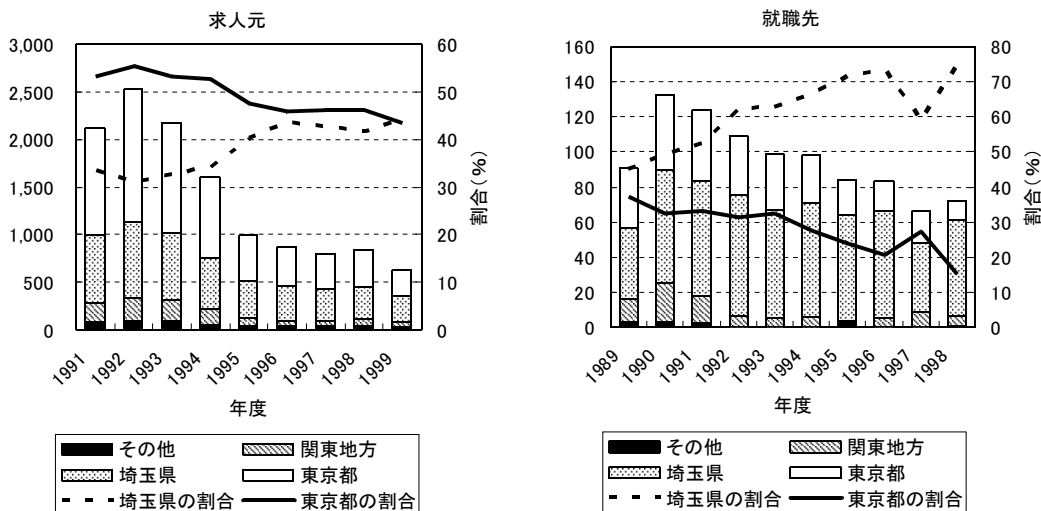 求人元
3,000
2,500
2,000
1,500
1,000
500
0
60
50
40
30
20
10
0
割合(%)
1991
1992
1993
1994
1995
1996
1997
1998
1999
年度
その他
関東地方
埼玉県
東京都
埼玉県の割合
東京都の割合
就職先
160
140
120
100
80
60
40
20
0
80
70
60
50
40
30
20
10
0
割合(%)
1989
1990
1991
1992
1993
1994
1995
1996
1997
1998
年度
その他
関東地方
埼玉県
東京都
埼玉県の割合
東京都の割合